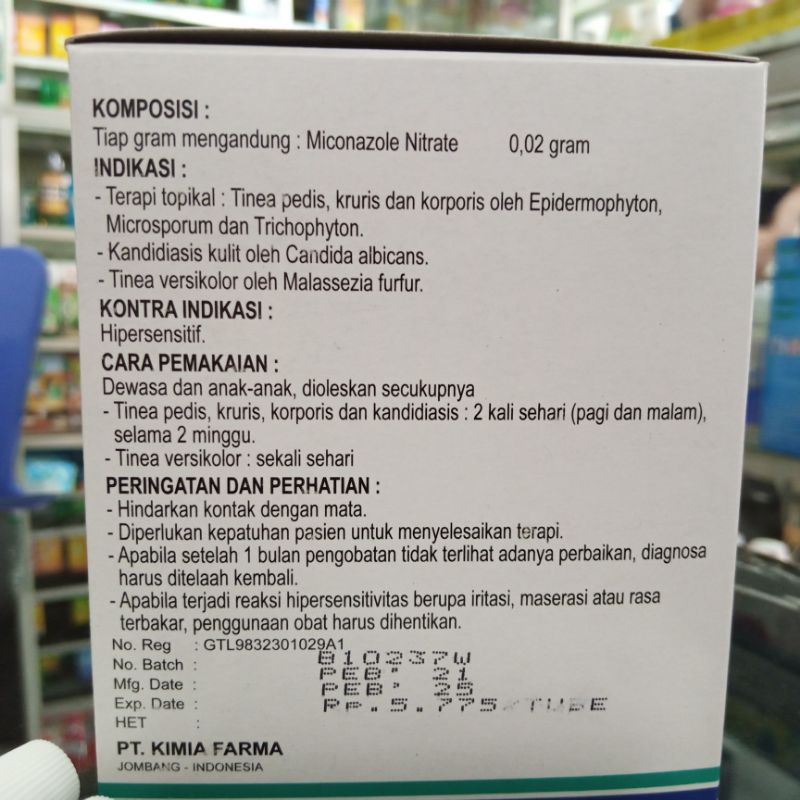 KOMPOSISI :
Tiap gram mengandung : Miconazole Nitrate 0,02 gram
INDIKASI :
- Terapi topikal : Tinea pedis, kruris dan korporis oleh Epidermophyton,
Microsporum dan Trichophyton.
- Kandidiasis kulit oleh Candida albicans.
- Tinea versikolor oleh Malassezia furfur.
KONTRA INDIKASI :
Hipersensitif.
CARA PEMAKAIAN :
Dewasa dan anak-anak, dioleskan secukupnya
- Tinea pedis, kruris, korporis dan kandidiasis : 2 kali sehari (pagi dan malam),
selama 2 minggu.
- Tinea versikolor : sekali sehari
PERINGATAN DAN PERHATIAN :
- Hindarkan kontak dengan mata.
- Diperlukan kepatuhan pasien untuk menyelesaikan terapi.
- Apabila setelah 1 bulan pengobatan tidak terlihat adanya perbaikan, diagnosa
harus ditelaah kembali.
- Apabila terjadi reaksi hipersensitivitas berupa iritasi, maserasi atau rasa
terbakar, penggunaan obat harus dihentikan.
No. Reg : GTL9832301029A1
No. Batch : B10237W
Mfg. Date : PEB' 21
Exp. Date : PEB' 25
HET : Rp.5.775/TUBE
PT. KIMIA FARMA
JOMBANG - INDONESIA